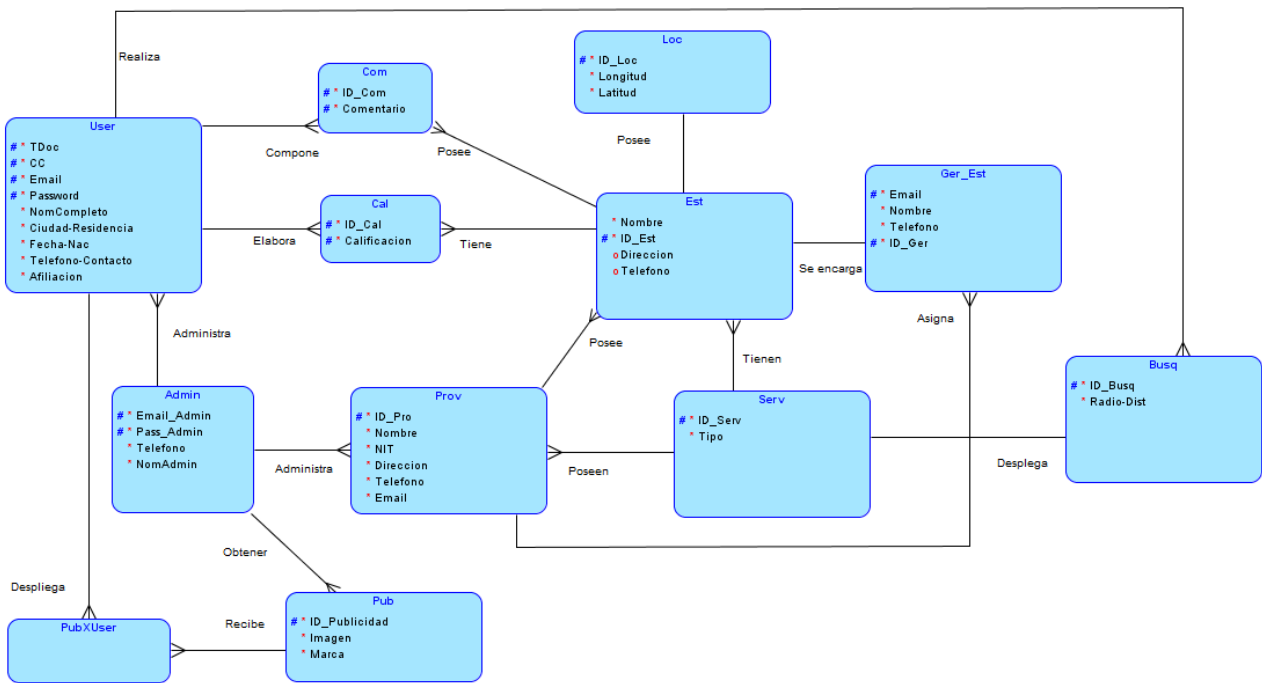 Realiza
Loc
# * ID_Loc
* Longitud
* Latitud
Com
# * ID_Com
# * Comentario
User
# * TDoc
# * CC
# * Email
# * Password
* NomCompleto
* Ciudad-Residencia
* Fecha-Nac
* Telefono-Contacto
* Afiliacion
Compone
Posee
Posee
Ger_Est
# * Email
* Nombre
* Telefono
# * ID_Ger
Cal
# * ID_Cal
# * Calificacion
Est
* Nombre
# * ID_Est
o Direccion
o Telefono
Elabora
Tiene
Se encarga
Administra
Posee
Tienen
Asigna
Busq
# * ID_Busq
* Radio-Dist
Admin
# * Email_Admin
# * Pass_Admin
* Telefono
* NomAdmin
Prov
# * ID_Pro
* Nombre
* NIT
* Direccion
* Telefono
* Email
Serv
# * ID_Serv
* Tipo
Administra
Poseen
Desplega
Obtener
Despliega
Recibe
PubXUser
Pub
# * ID_Publicidad
* Imagen
* Marca